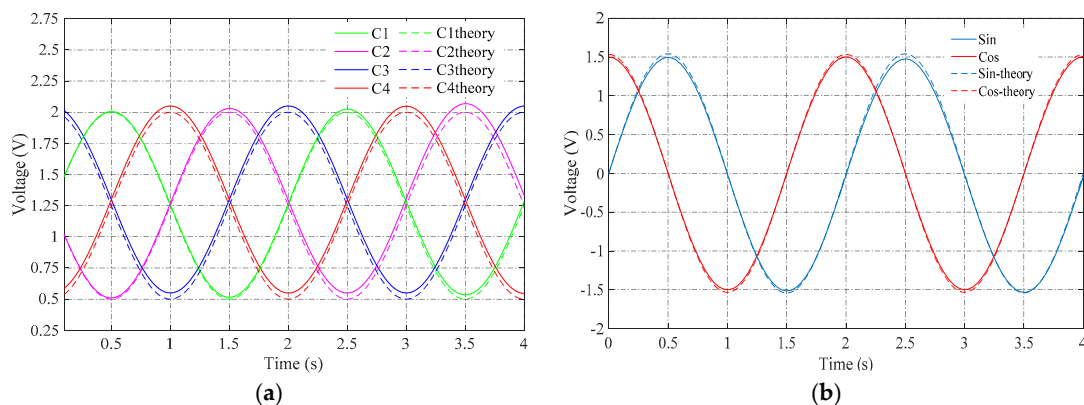 2.75
2.5
2.25
2
1.75
1.5
1.25
1
0.75
0.5
0.25
Voltage (V)
C1 C1theory
C2 C2theory
C3 C3theory
C4 C4theory
0.5 1 1.5 2 2.5 3 3.5 4
Time (s)
(a)
2
1.5
1
0.5
0
-0.5
-1
-1.5
-2
Voltage (V)
Sin
Cos
Sin-theory
Cos-theory
0 0.5 1 1.5 2 2.5 3 3.5 4
Time (s)
(b)